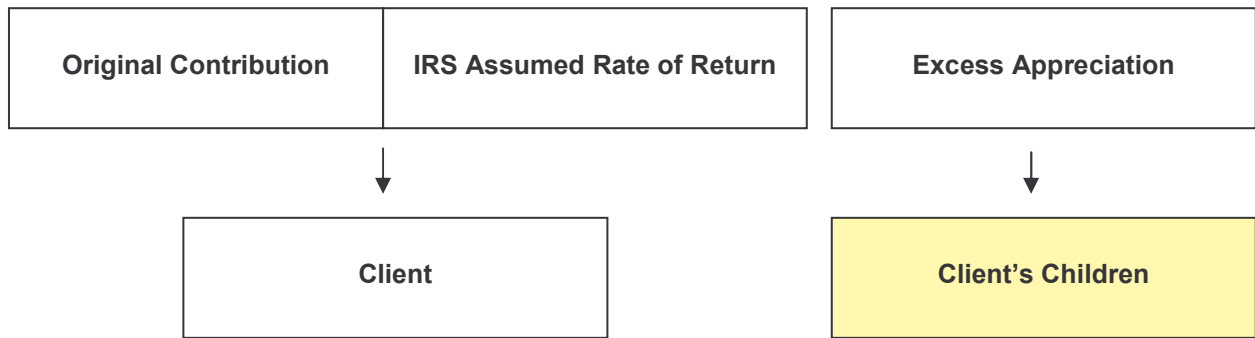 Original Contribution
IRS Assumed Rate of Return
Excess Appreciation
Client
Client’s Children